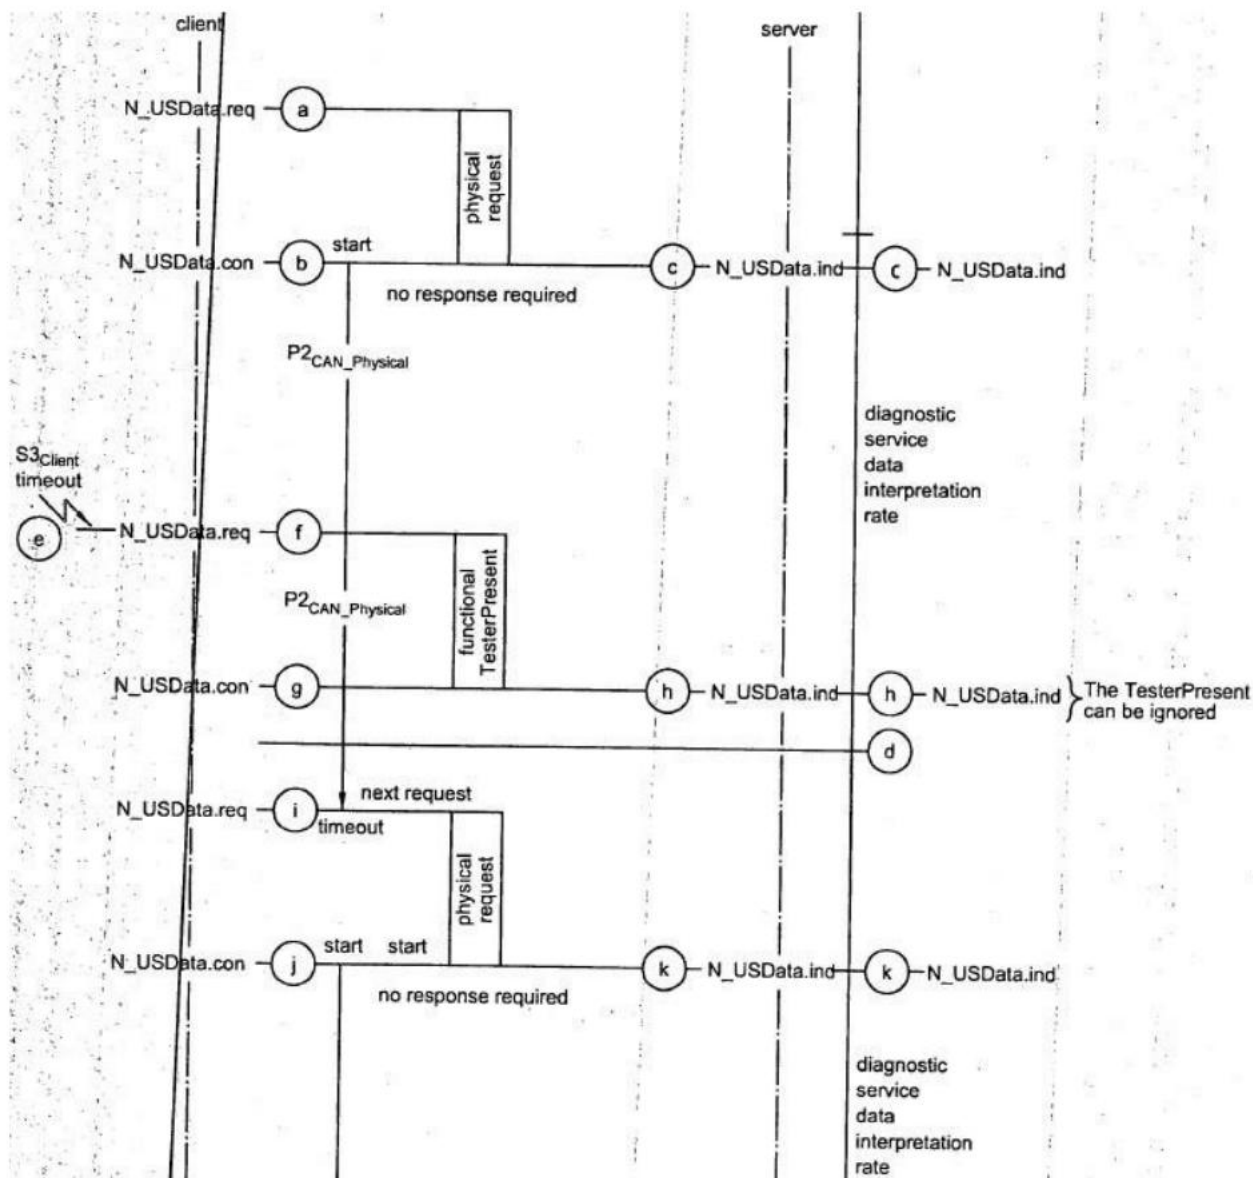 client
server
N_USData.req
a
physical
request
N_USData.con
b
start
c
N_USData.ind
c
N_USData.ind
no response required
P2CAN_Physical
diagnostic
service
data
interpretation
rate
S3Client
timeout
e
N_USData.req
f
functional
TesterPresent
P2CAN_Physical
N_USData.con
g
h
N_USData.ind
h
N_USData.ind
The TesterPresent
can be ignored
d
N_USData.req
i
next request
timeout
physical
request
N_USData.con
j
start start
k
N_USData.ind
k
N_USData.ind
no response required
diagnostic
service
data
interpretation
rate